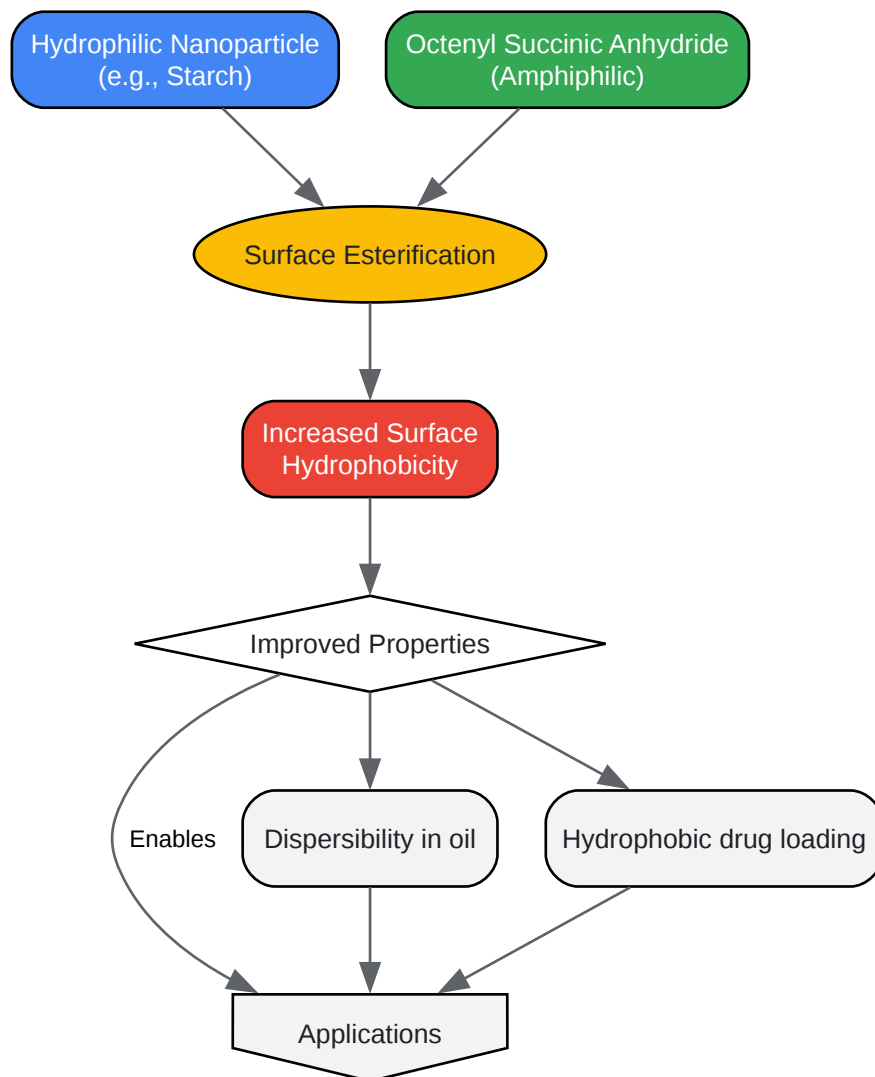 Hydrophilic Nanoparticle
(e.g., Starch)
Octenyl Succinic Anhydride
(Amphiphilic)
Surface Esterification
Increased Surface
Hydrophobicity
Improved Properties
Enables
Dispersibility in oil
Hydrophobic drug loading
Applications